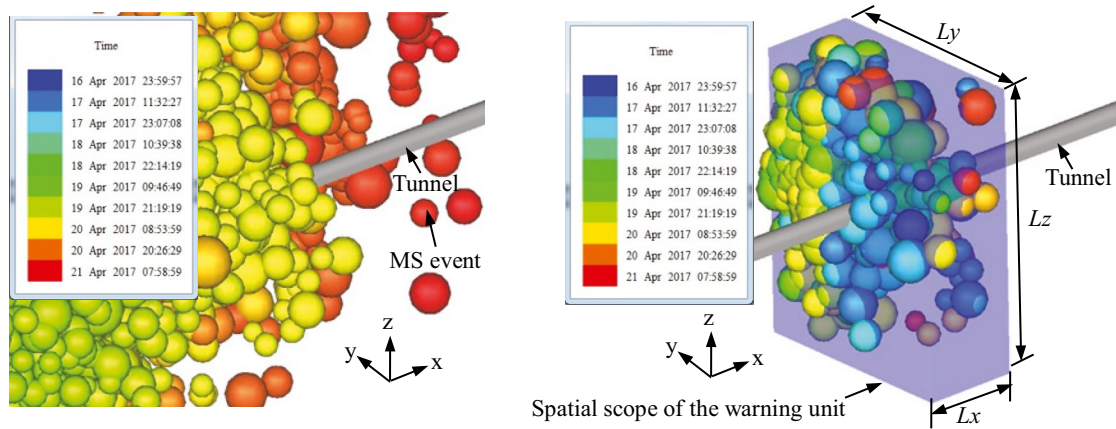 Time
16 Apr 2017 23:59:57
17 Apr 2017 11:32:27
17 Apr 2017 23:07:08
18 Apr 2017 10:39:38
18 Apr 2017 22:14:19
19 Apr 2017 09:46:49
19 Apr 2017 21:19:19
20 Apr 2017 08:53:59
20 Apr 2017 20:26:29
21 Apr 2017 07:58:59
Tunnel
MS event
z
y
x
Time
16 Apr 2017 23:59:57
17 Apr 2017 11:32:27
17 Apr 2017 23:07:08
18 Apr 2017 10:39:38
18 Apr 2017 22:14:19
19 Apr 2017 09:46:49
19 Apr 2017 21:19:19
20 Apr 2017 08:53:59
20 Apr 2017 20:26:29
21 Apr 2017 07:58:59
Ly
Tunnel
Lz
z
y
x
Spatial scope of the warning unit
Lx